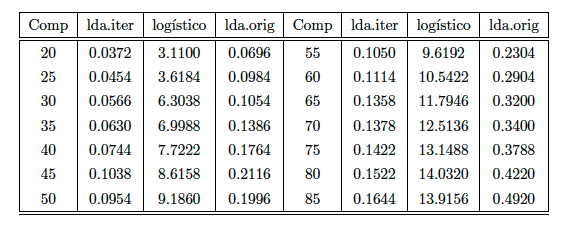 Comp lda.iter logístico lda.orig Comp lda.iter logístico lda.orig
20 0.0372 3.1100 0.0696 55 0.1050 9.6192 0.2304
25 0.0454 3.6184 0.0984 60 0.1114 10.5422 0.2904
30 0.0566 6.3038 0.1054 65 0.1358 11.7946 0.3200
35 0.0630 6.9988 0.1386 70 0.1378 12.5136 0.3400
40 0.0744 7.7222 0.1764 75 0.1422 13.1488 0.3788
45 0.1038 8.6158 0.2116 80 0.1522 14.0320 0.4220
50 0.0954 9.1860 0.1996 85 0.1644 13.9156 0.4920